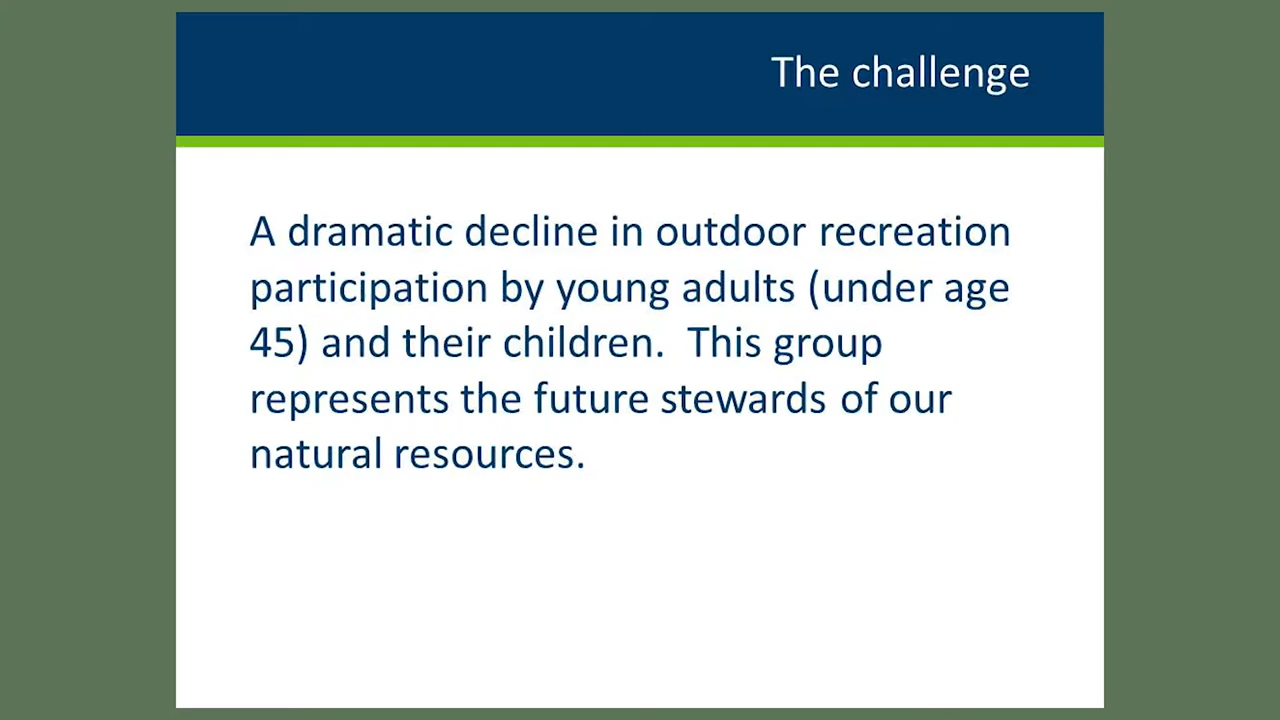 The challenge
A dramatic decline in outdoor recreation
participation by young adults (under age
45) and their children.  This group
represents the future stewards of our
natural resources.